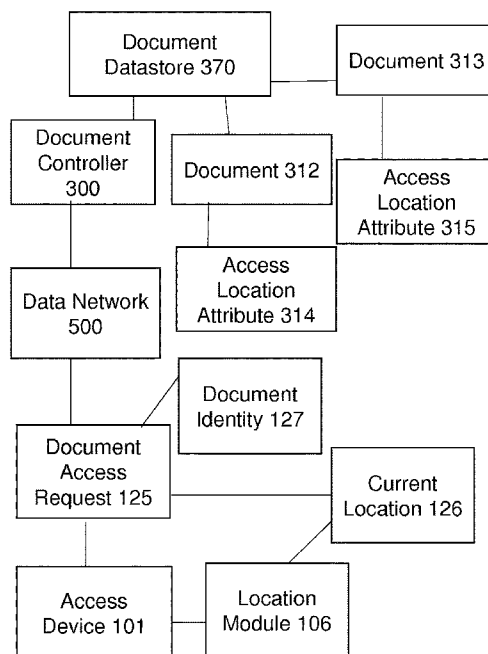 Document
Datastore 370
Document 313
Document
Controller
300
Document 312
Access
Location
Attribute 315
Data Network
500
Access
Location
Attribute 314
Document
Identity 127
Document
Access
Request 125
Current
Location 126
Access
Device 101
Location
Module 106